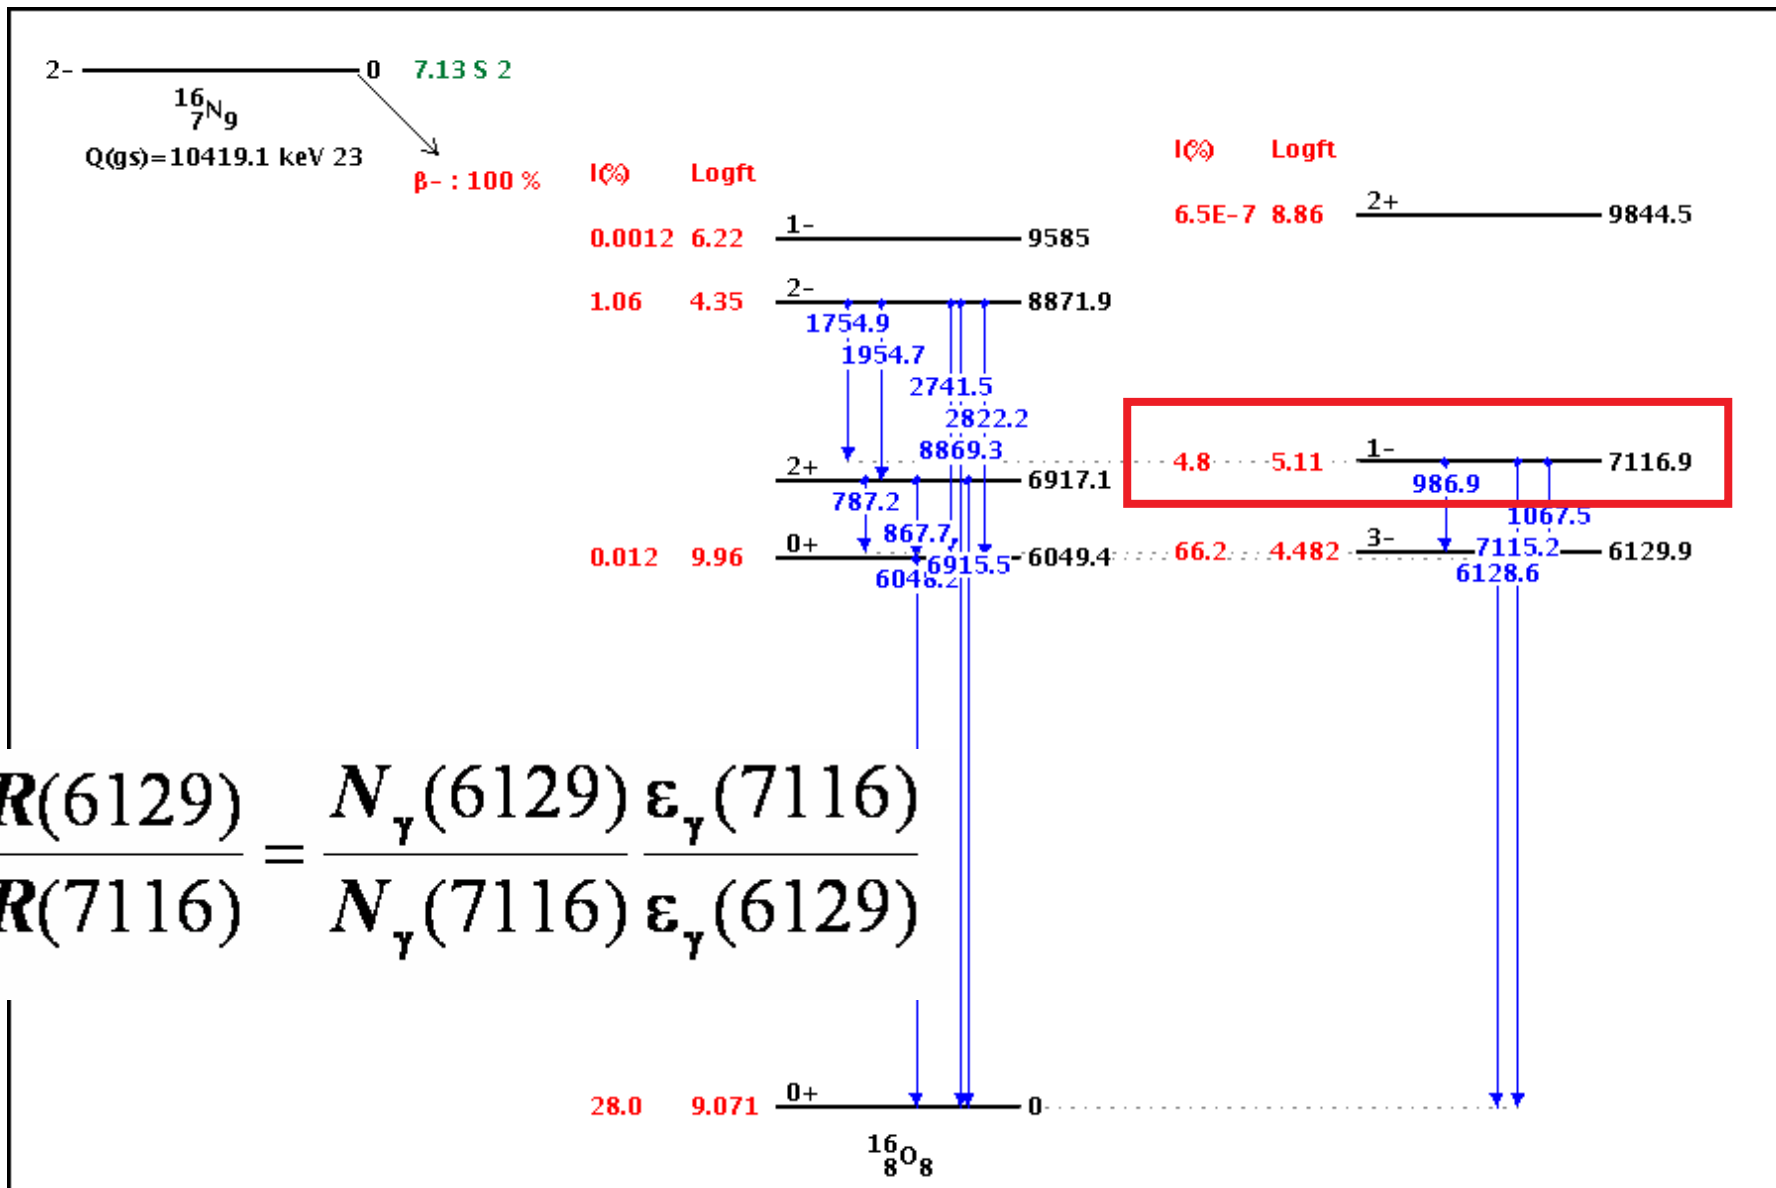 2- 0 7.13 S 2
16 7 N 9
Q(gs)=10419.1 keV 23
β- : 100 %
I(%) Logft
I(%) Logft
6.5E-7 8.86 2+ 9844.5
0.0012 6.22 1- 9585
1.06 4.35 2- 8871.9
1754.9
1954.7
2741.5
2822.2
8869.3
4.8 5.11 1- 7116.9
2+ 6917.1
986.9
787.2
1067.5
867.7
0.012 9.96 0+ 6049.4
66.2 4.482 3- 6129.9
7115.2
6915.5
6048.2
6128.6
R(6129) / R(7116) = Nγ(6129) / Nγ(7116) εγ(7116) / εγ(6129)
28.0 9.071 0+ 0
16 8 O 8